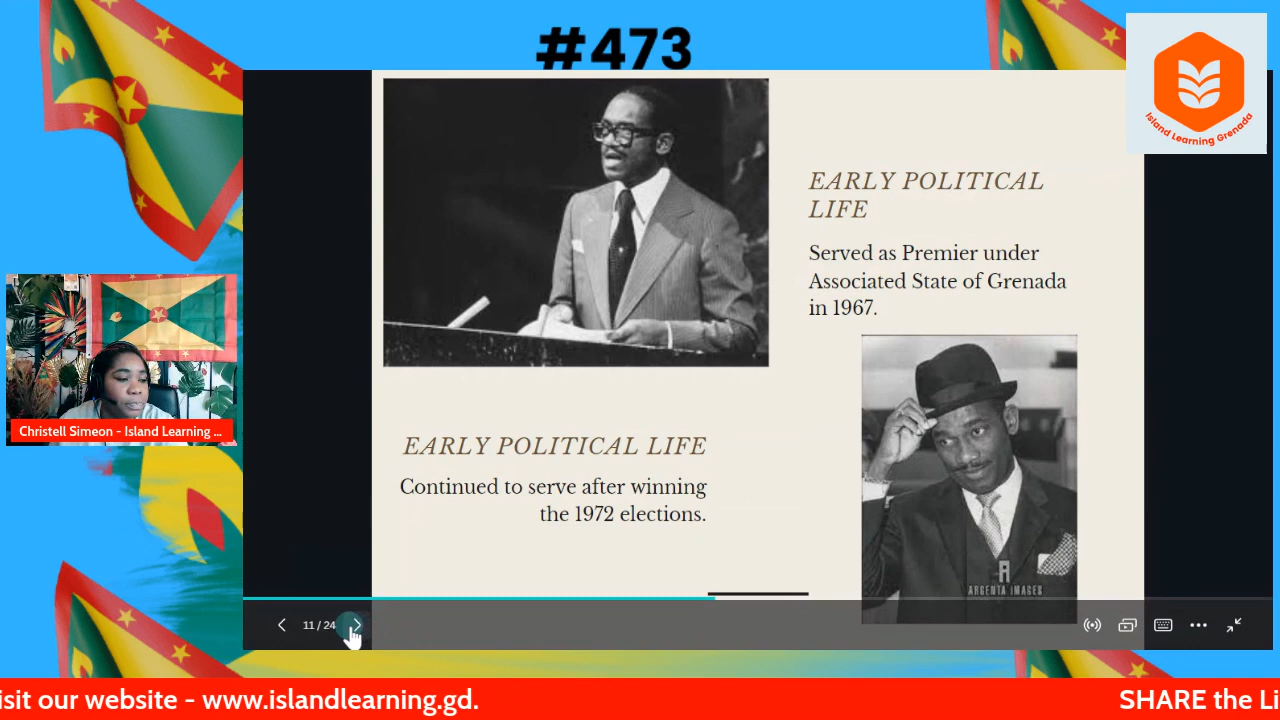 #473
Island Learning Grenada
EARLY POLITICAL
LIFE
Served as Premier under
Associated State of Grenada
in 1967.
EARLY POLITICAL LIFE
Continued to serve after winning
the 1972 elections.
ARGENTA IMAGES
Christell Simeon - Island Learning ...
11 / 24
isit our website - www.islandlearning.gd.
SHARE the Li